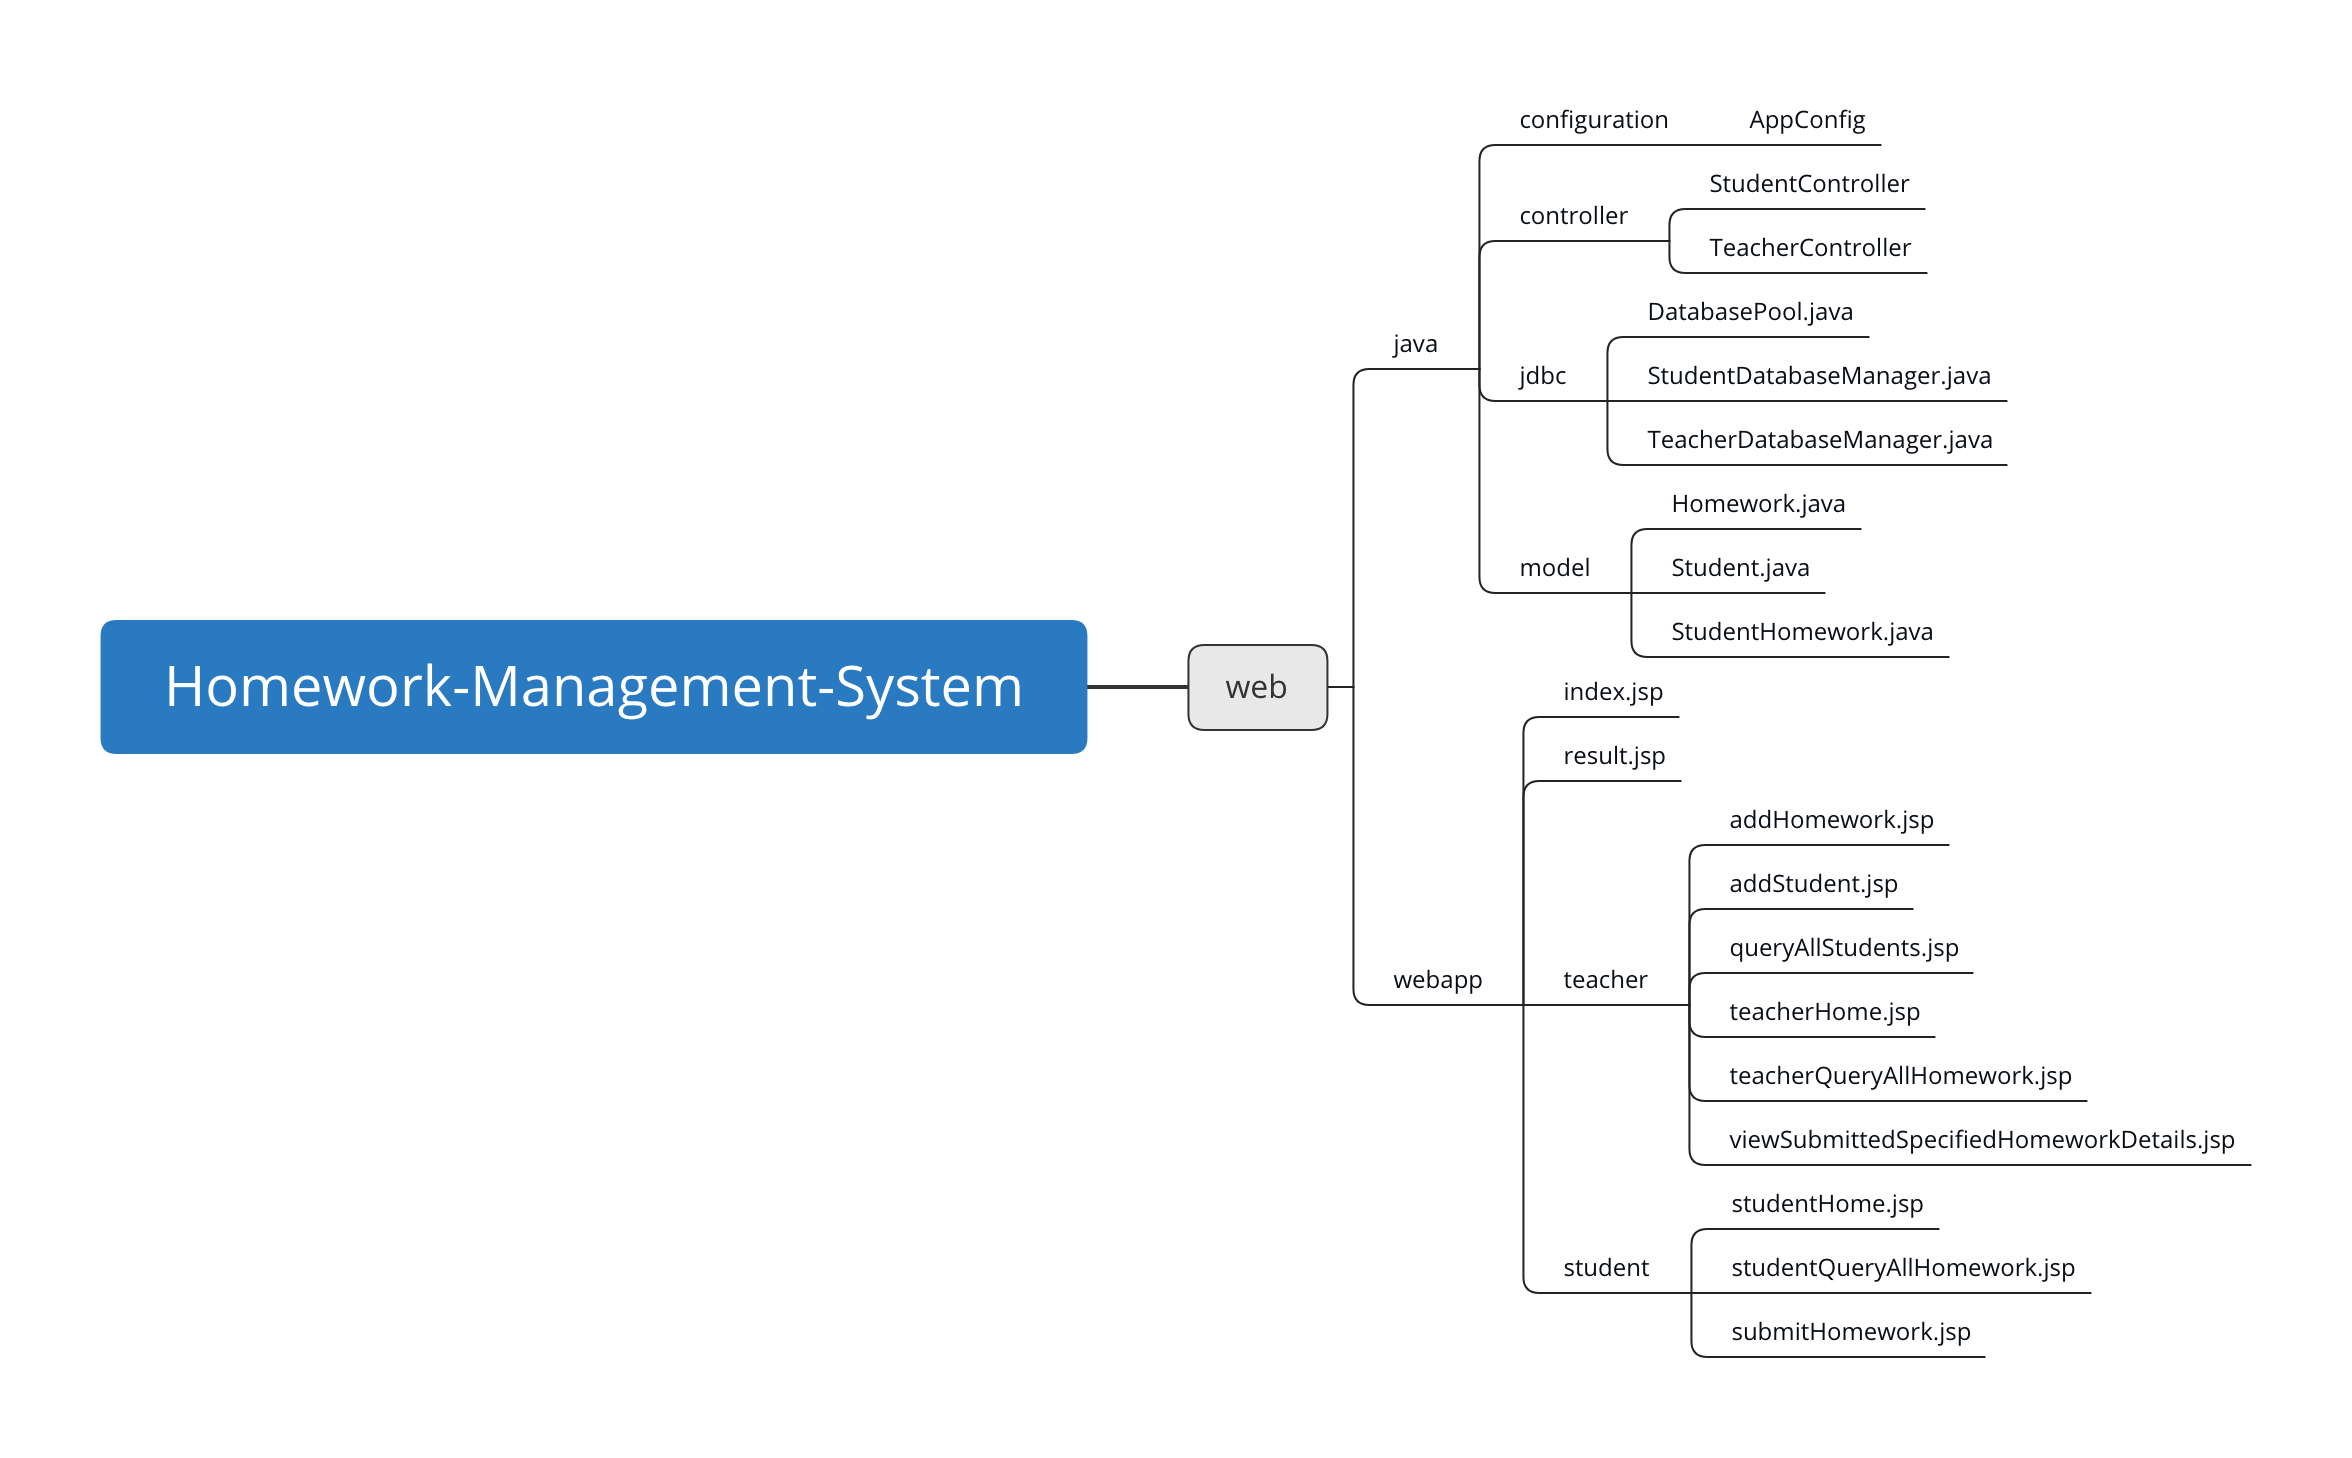 Homework-Management-System
web
java
configuration
AppConfig
controller
StudentController
TeacherController
jdbc
DatabasePool.java
StudentDatabaseManager.java
TeacherDatabaseManager.java
model
Homework.java
Student.java
StudentHomework.java
webapp
index.jsp
result.jsp
teacher
addHomework.jsp
addStudent.jsp
queryAllStudents.jsp
teacherHome.jsp
teacherQueryAllHomework.jsp
viewSubmittedSpecifiedHomeworkDetails.jsp
student
studentHome.jsp
studentQueryAllHomework.jsp
submitHomework.jsp